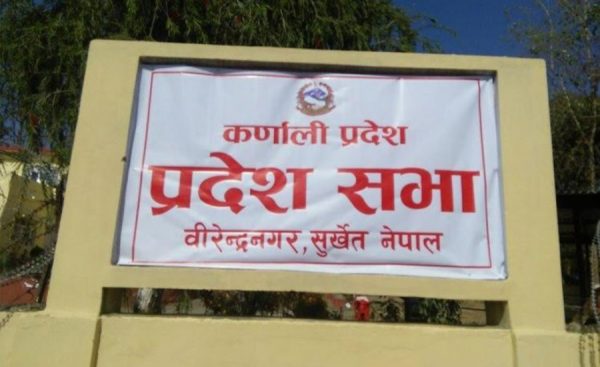 कर्णाली प्रदेश
प्रदेश सभा
वीरेन्द्रनगर, सुर्खेत नेपाल